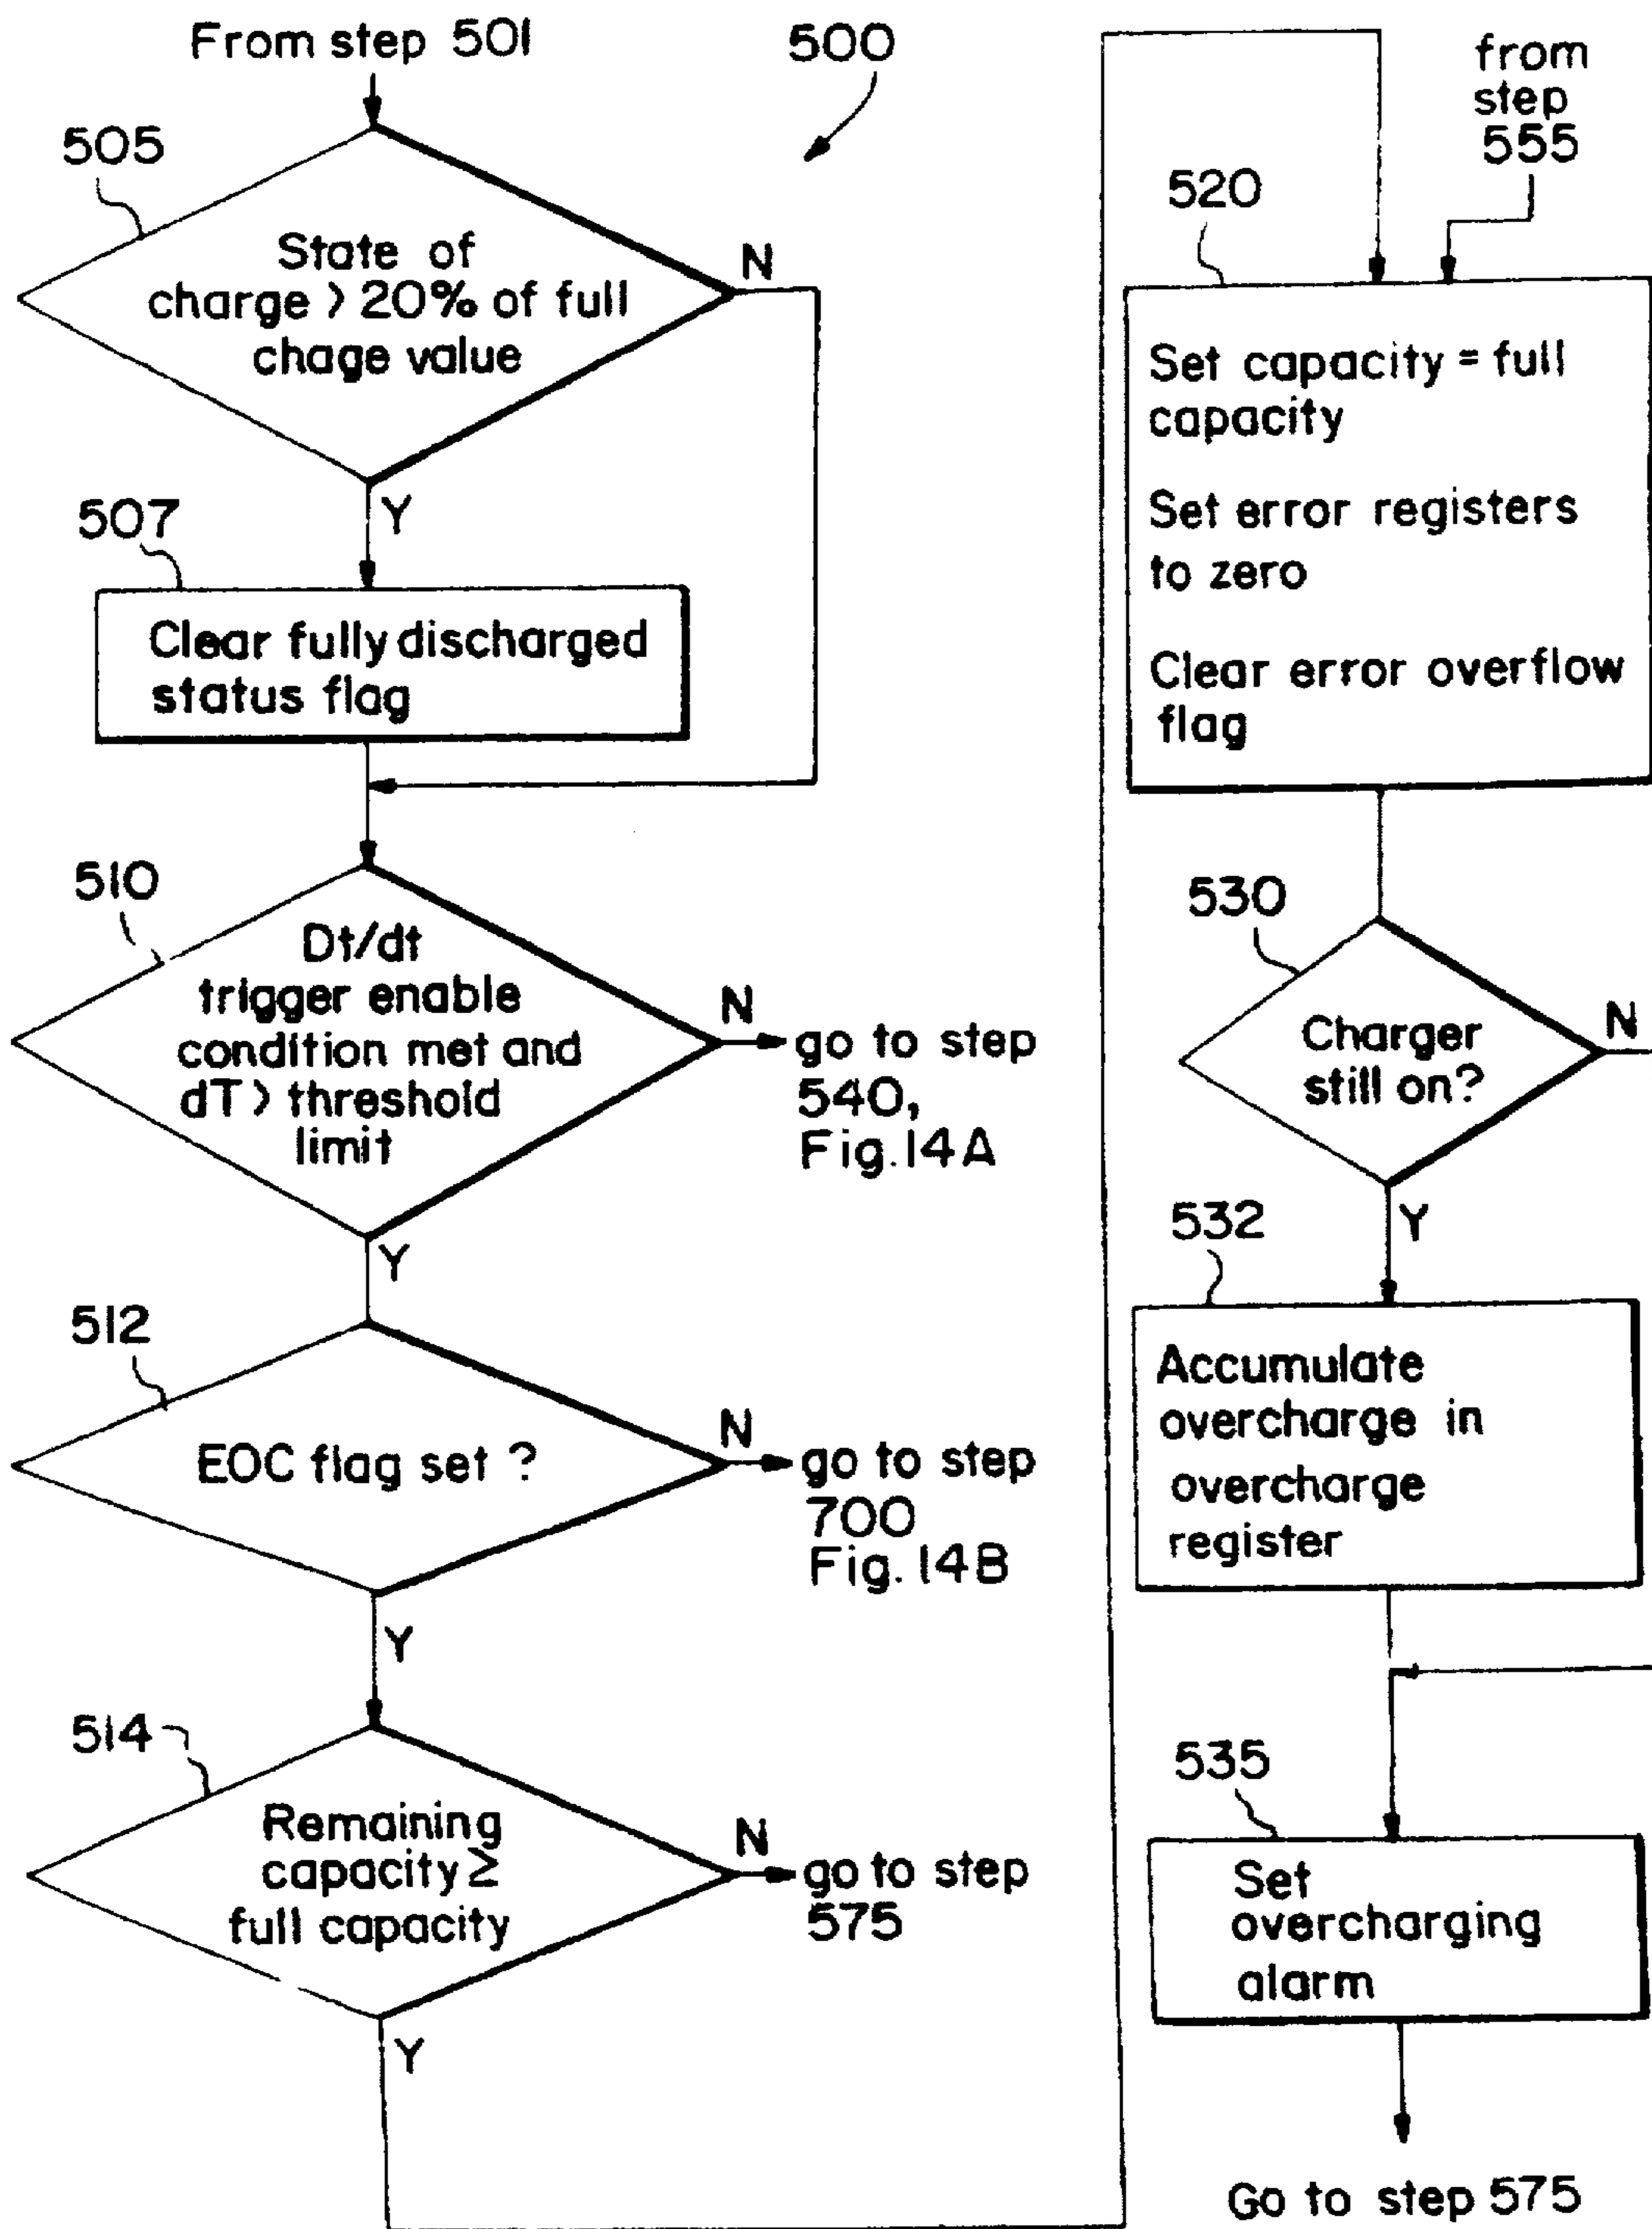 From step 501
500
505
State of
charge > 20% of full
chage value
N
Y
507
Clear fully discharged
status flag
510
Dt/dt
trigger enable
condition met and
dT > threshold
limit
N
go to step
540,
Fig. 14A
Y
512
EOC flag set ?
N
go to step
700
Fig. 14B
Y
514
Remaining
capacity ≥
full capacity
N
go to step
575
Y
from
step
555
520
Set capacity = full
capacity
Set error registers
to zero
Clear error overflow
flag
530
Charger
still on?
N
Y
532
Accumulate
overcharge in
overcharge
register
535
Set
overcharging
alarm
Go to step 575